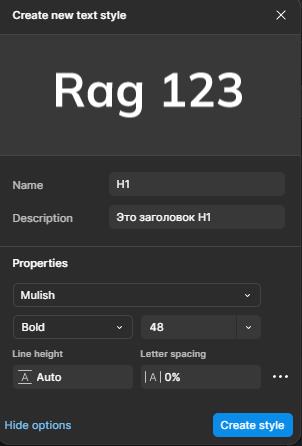 Create new text style
Rag 123
Name H1
Description Это заголовок H1
Properties
Mulish
Bold 48
Line height Letter spacing
A Auto |A| 0%
Hide options Create style